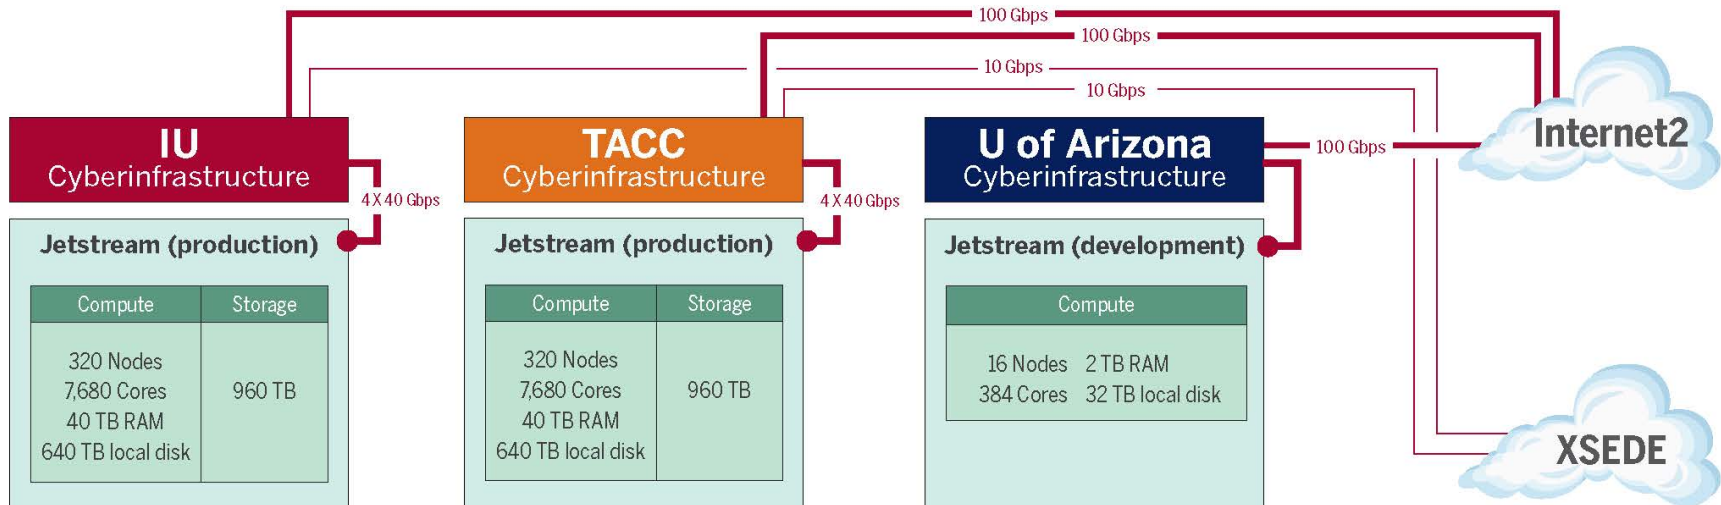 100 Gbps
100 Gbps
10 Gbps
10 Gbps
IU
Cyberinfrastructure
4 X 40 Gbps
Jetstream (production)
Compute Storage
320 Nodes
7,680 Cores
40 TB RAM
640 TB local disk
960 TB
TACC
Cyberinfrastructure
4 X 40 Gbps
Jetstream (production)
Compute Storage
320 Nodes
7,680 Cores
40 TB RAM
640 TB local disk
960 TB
U of Arizona
Cyberinfrastructure
100 Gbps
Jetstream (development)
Compute
16 Nodes 2 TB RAM
384 Cores 32 TB local disk
Internet2
XSEDE